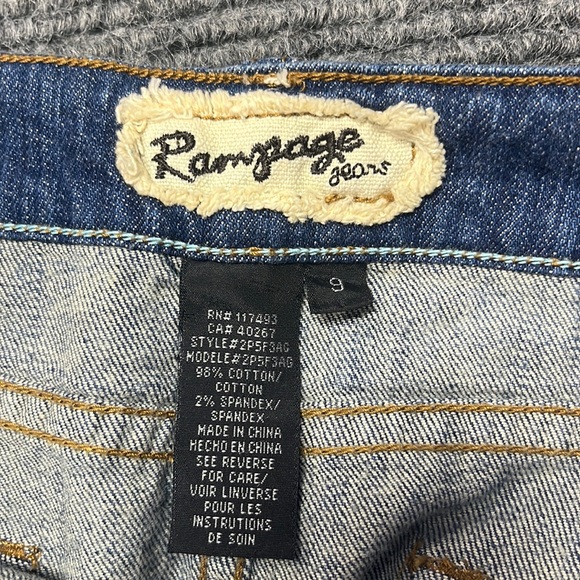 Rampage
Jeans
9
RN# 117493
CA# 40267
STYLE#2P5F3AG
MODELE#2P5F3AG
98% COTTON/
COTTON
2% SPANDEX/
SPANDEX
MADE IN CHINA
HECHO EN CHINA
SEE REVERSE
FOR CARE/
VOIR LINVERSE
POUR LES
INSTRUTIONS
DE SOIN